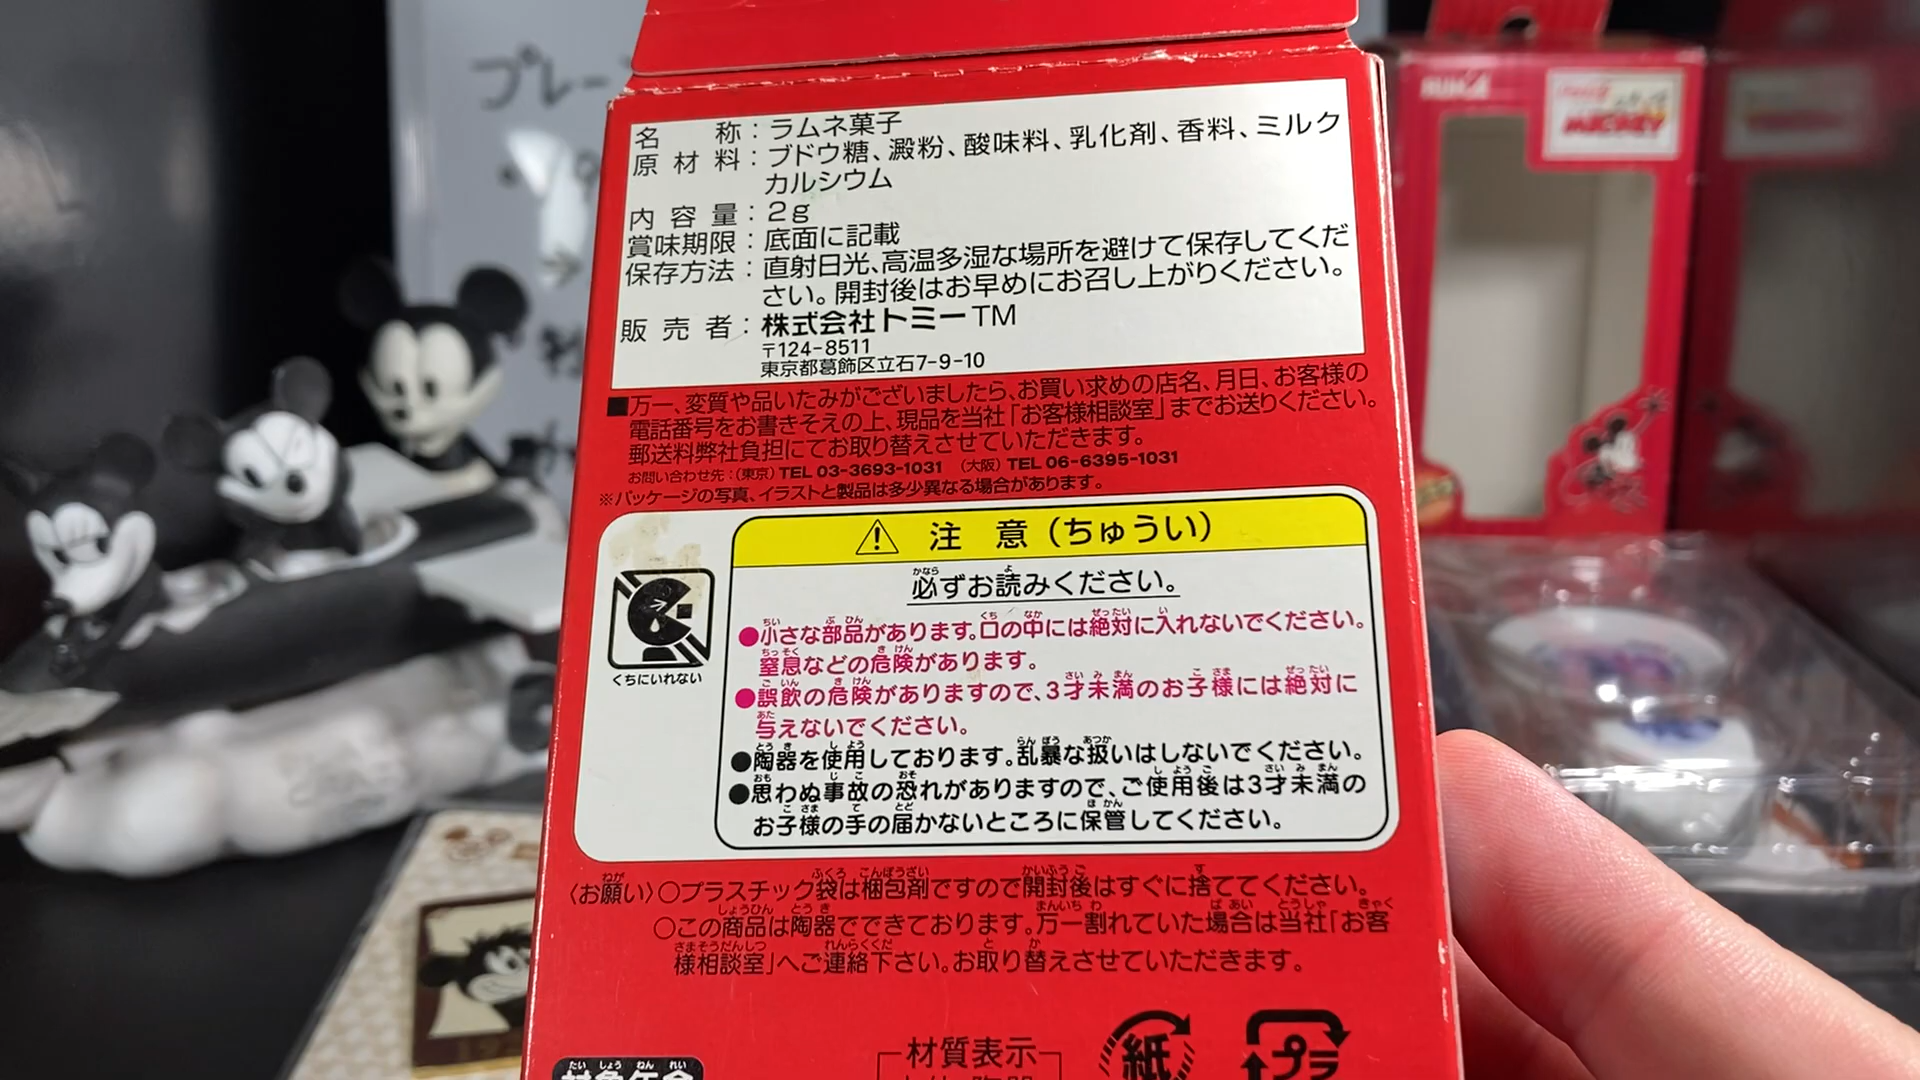 プレー
名称：ラムネ菓子
原材料：ブドウ糖、澱粉、酸味料、乳化剤、香料、ミルク
カルシウム
内容量：2g
賞味期限：底面に記載
保存方法：直射日光、高温多湿な場所を避けて保存してくだ
さい。開封後はお早めにお召し上がりください。
販売者：株式会社トミーTM
〒124-8511
東京都葛飾区立石7-9-10
■万一、変質や品いたみがございましたら、お買い求めの店名、月日、お客様の
電話番号をお書きそえの上、現品を当社「お客様相談室」までお送りください。
郵送料弊社負担にてお取り替えさせていただきます。
お問い合わせ先：（東京）TEL 03-3693-1031 （大阪）TEL 06-6395-1031
※パッケージの写真、イラストと製品は多少異なる場合があります。
注意（ちゅうい）
必ずお読みください。
くちにいれない
●小さな部品があります。口の中には絶対に入れないでください。
窒息などの危険があります。
●誤飲の危険がありますので、3才未満のお子様には絶対に
与えないでください。
●陶器を使用しております。乱暴な扱いはしないでください。
●思わぬ事故の恐れがありますので、ご使用後は3才未満の
お子様の手の届かないところに保管してください。
〈お願い〉○プラスチック袋は梱包剤ですので開封後はすぐに捨ててください。
○この商品は陶器でできております。万一割れていた場合は当社「お客
様相談室」へご連絡下さい。お取り替えさせていただきます。
材質表示
紙
プラ
対象年令
MICKEY